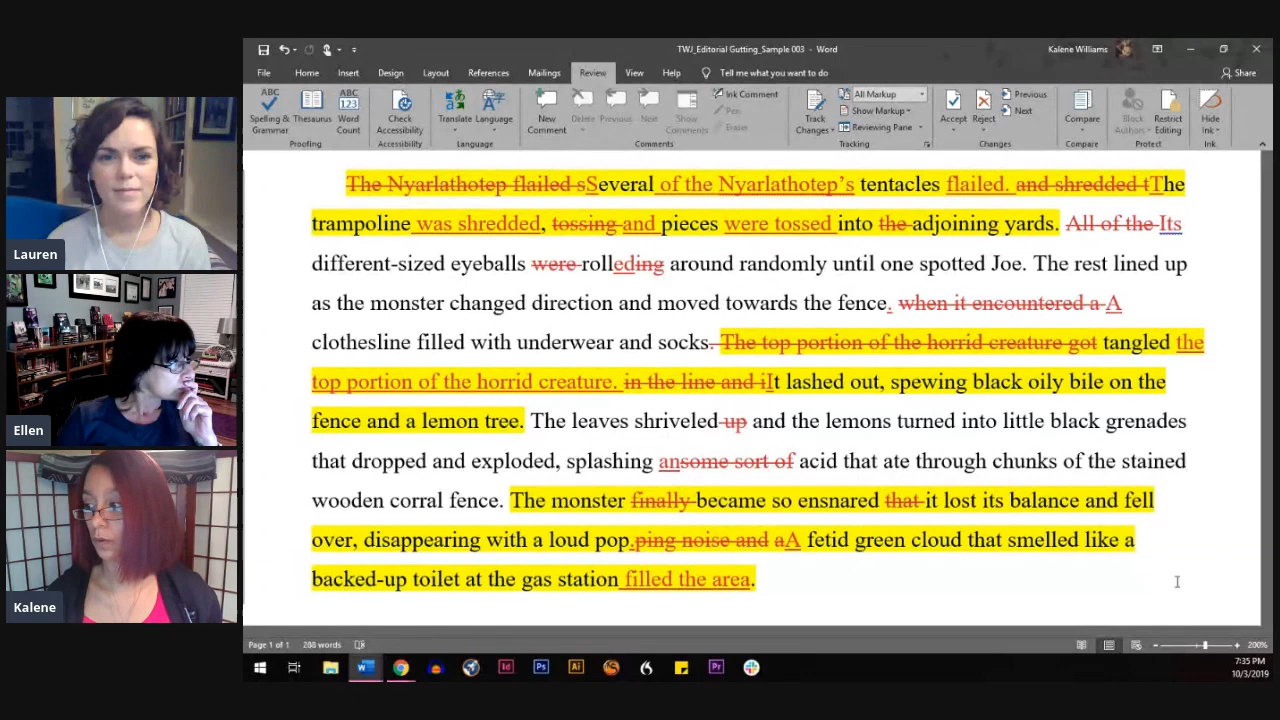 TWJ_Editorial Gutting_Sample 003 - Word
Kalene Williams
File Home Insert Design Layout References Mailings Review View Help Tell me what you want to do Share
ABC Spelling & Grammar
Thesaurus
ABC 123 Word Count
Proofing
Check Accessibility
Accessibility
Translate
Language
Language
New Comment
Delete
Previous
Next
Show Comments
Comments
Ink Comment
Pen
Eraser
Ink
Track Changes
All Markup
Show Markup
Reviewing Pane
Tracking
Accept
Reject
Previous
Next
Changes
Compare
Compare
Block Authors
Restrict Editing
Protect
Hide Ink
Ink
The Nyarlathotep flailed sSeveral of the Nyarlathotep's tentacles flailed. and shredded tThe
trampoline was shredded, tossing and pieces were tossed into the adjoining yards. All of the Its
different-sized eyeballs were rolleding around randomly until one spotted Joe. The rest lined up
as the monster changed direction and moved towards the fence. when it encountered a A
clothesline filled with underwear and socks. The top portion of the horrid creature got tangled the
top portion of the horrid creature. in the line and iIt lashed out, spewing black oily bile on the
fence and a lemon tree. The leaves shriveled up and the lemons turned into little black grenades
that dropped and exploded, splashing ansome sort of acid that ate through chunks of the stained
wooden corral fence. The monster finally became so ensnared that it lost its balance and fell
over, disappearing with a loud pop.ping noise and aA fetid green cloud that smelled like a
backed-up toilet at the gas station filled the area.
Page 1 of 1 288 words 200%
7:35 PM
10/3/2019
Id Ps Ai Pr
Lauren
Ellen
Kalene